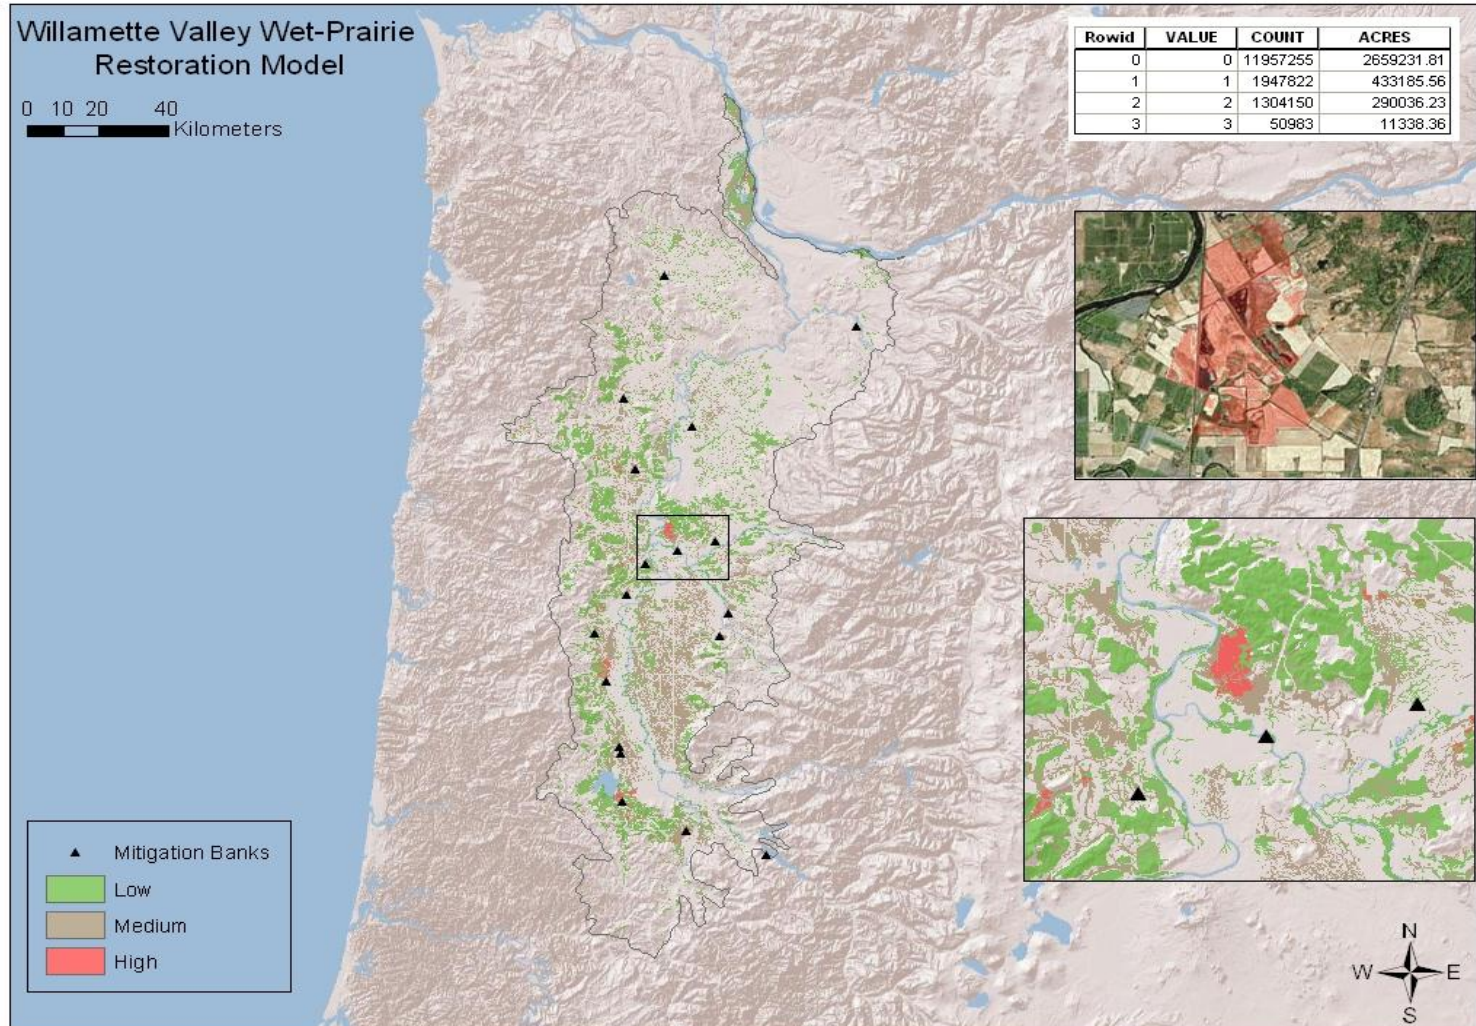 Willamette Valley Wet-Prairie
Restoration Model
0 10 20 40
Kilometers
Rowid VALUE COUNT ACRES
0 0 11957255 2659231.81
1 1 1947822 433185.56
2 2 1304150 290036.23
3 3 50983 11338.36
Mitigation Banks
Low
Medium
High
N
W E
S